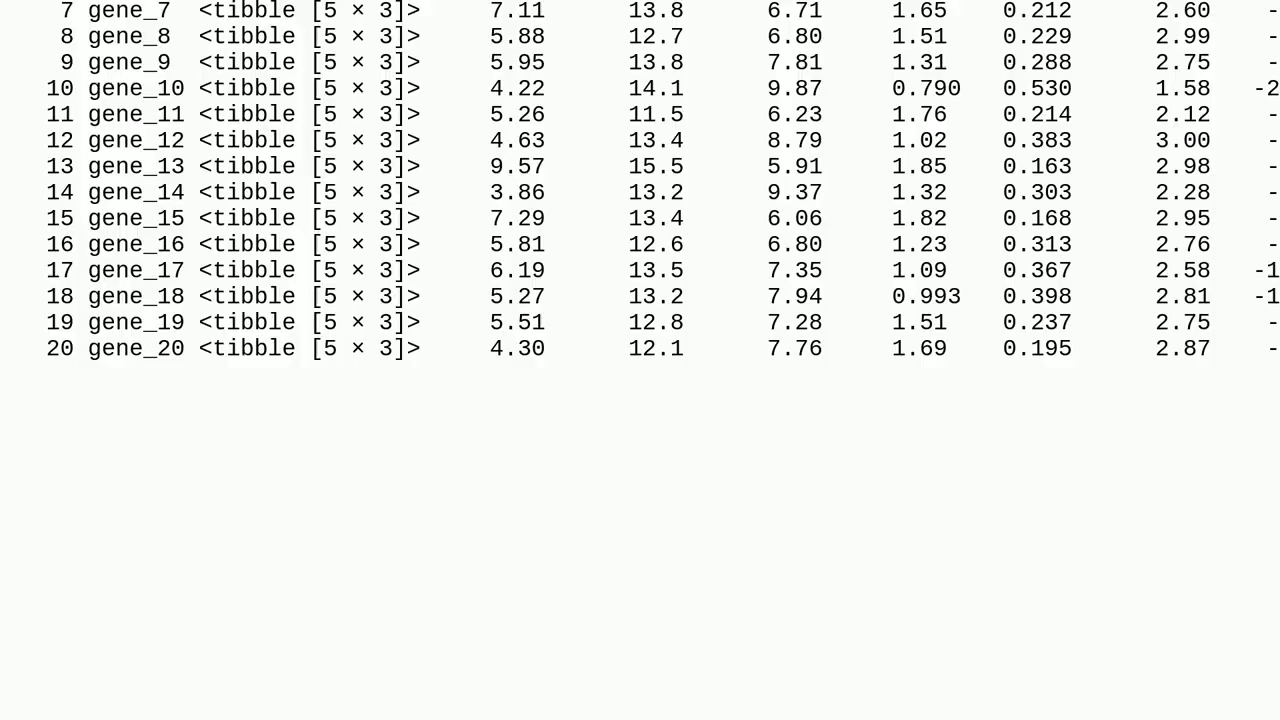 7 gene_7 <tibble [5 × 3]> 7.11 13.8 6.71 1.65 0.212 2.60 -
8 gene_8 <tibble [5 × 3]> 5.88 12.7 6.80 1.51 0.229 2.99 -
9 gene_9 <tibble [5 × 3]> 5.95 13.8 7.81 1.31 0.288 2.75 -
10 gene_10 <tibble [5 × 3]> 4.22 14.1 9.87 0.790 0.530 1.58 -2
11 gene_11 <tibble [5 × 3]> 5.26 11.5 6.23 1.76 0.214 2.12 -
12 gene_12 <tibble [5 × 3]> 4.63 13.4 8.79 1.02 0.383 3.00 -
13 gene_13 <tibble [5 × 3]> 9.57 15.5 5.91 1.85 0.163 2.98 -
14 gene_14 <tibble [5 × 3]> 3.86 13.2 9.37 1.32 0.303 2.28 -
15 gene_15 <tibble [5 × 3]> 7.29 13.4 6.06 1.82 0.168 2.95 -
16 gene_16 <tibble [5 × 3]> 5.81 12.6 6.80 1.23 0.313 2.76 -
17 gene_17 <tibble [5 × 3]> 6.19 13.5 7.35 1.09 0.367 2.58 -1
18 gene_18 <tibble [5 × 3]> 5.27 13.2 7.94 0.993 0.398 2.81 -1
19 gene_19 <tibble [5 × 3]> 5.51 12.8 7.28 1.51 0.237 2.75 -
20 gene_20 <tibble [5 × 3]> 4.30 12.1 7.76 1.69 0.195 2.87 -